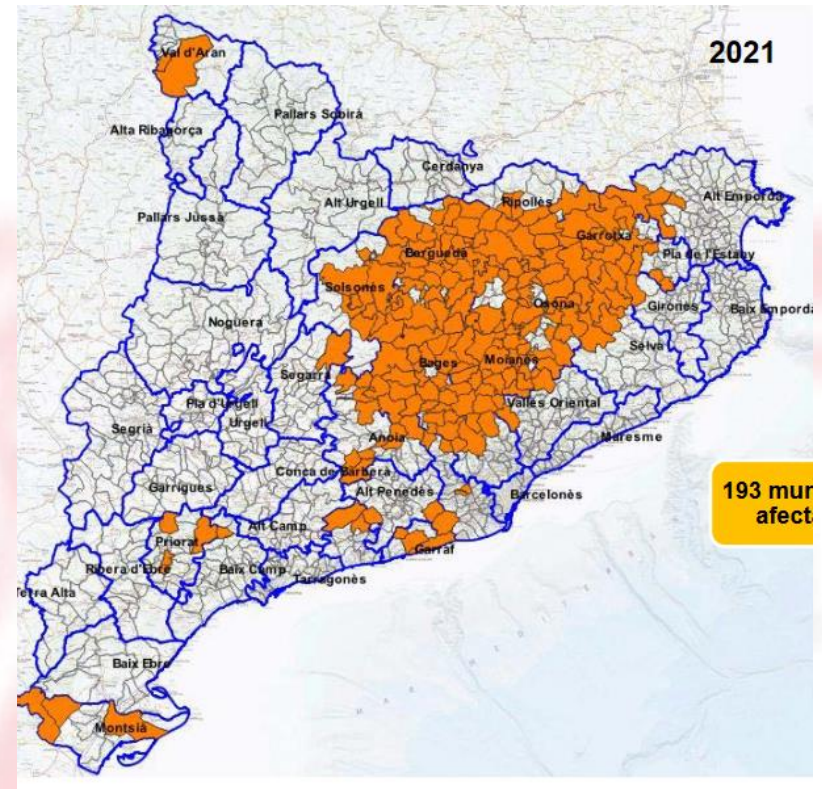 2021
Val d'Aran
Pallars Sobirá
Alta Ribagorça
Cerdanya
Alt Urgell
Ripollès
Alt Empordà
Pallars Jussà
Garrotxa
Berguedà
Pla de l'Estany
Solsonès
Osona
Gironès
Baix Empordà
Noguera
Selva
Bages
Moianès
Segarra
Pla d'Urgell
Urgell
Vallès Oriental
Segrià
Anoia
Maresme
Conca de Barberà
Garrigues
Alt Penedès
Barcelonès
193 mun
afecta
Alt Camp
Priorat
Garraf
Ribera d'Ebre
Baix Camp
Tarragonès
Terra Alta
Baix Ebre
Montsià